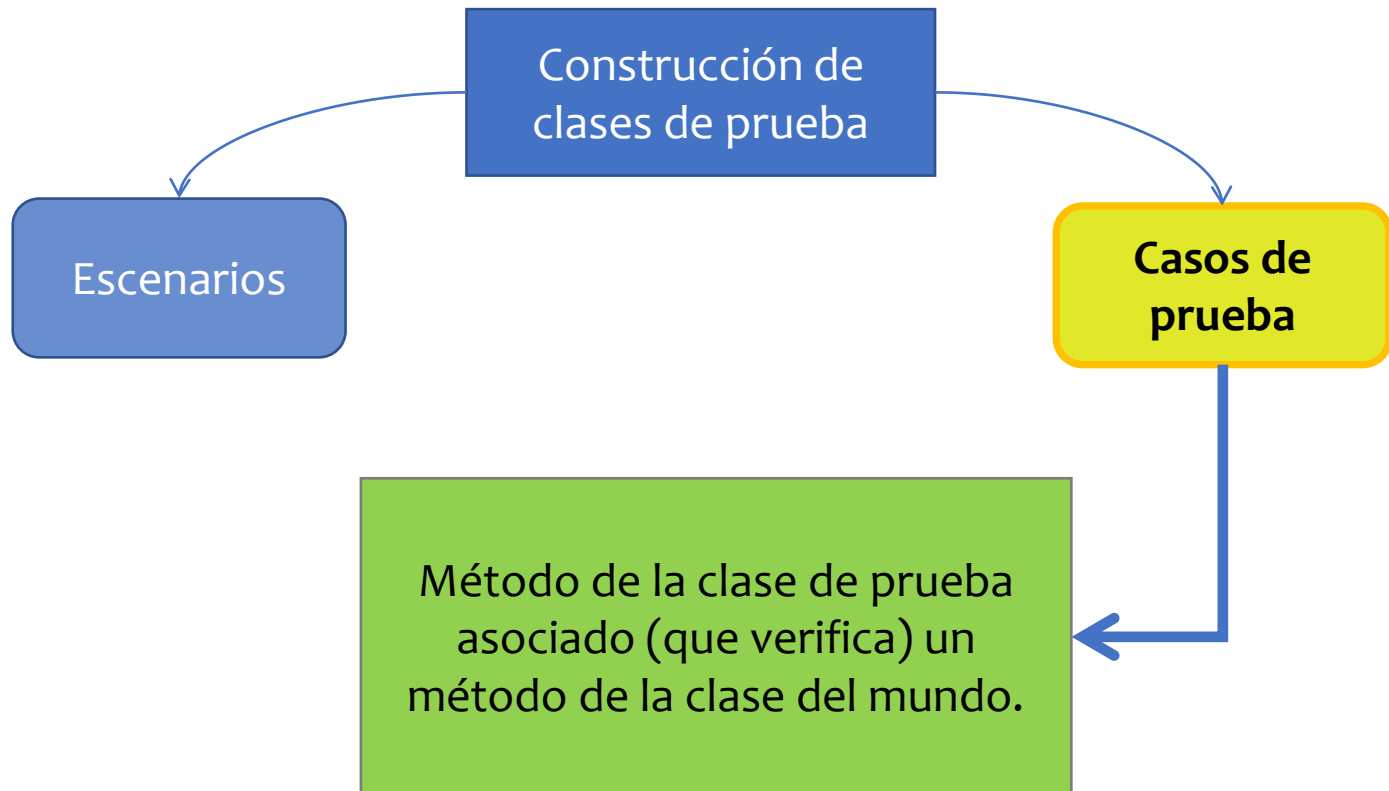 Construcción de
clases de prueba
Escenarios
Casos de
prueba
Método de la clase de prueba
asociado (que verifica) un
método de la clase del mundo.